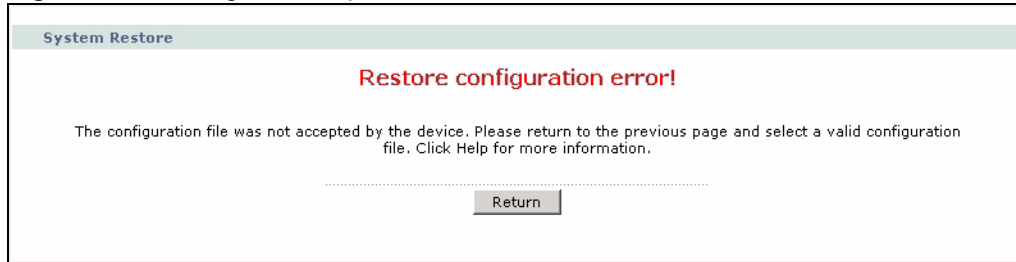 System Restore
Restore configuration error!
The configuration file was not accepted by the device. Please return to the previous page and select a valid configuration
file. Click Help for more information.
Return